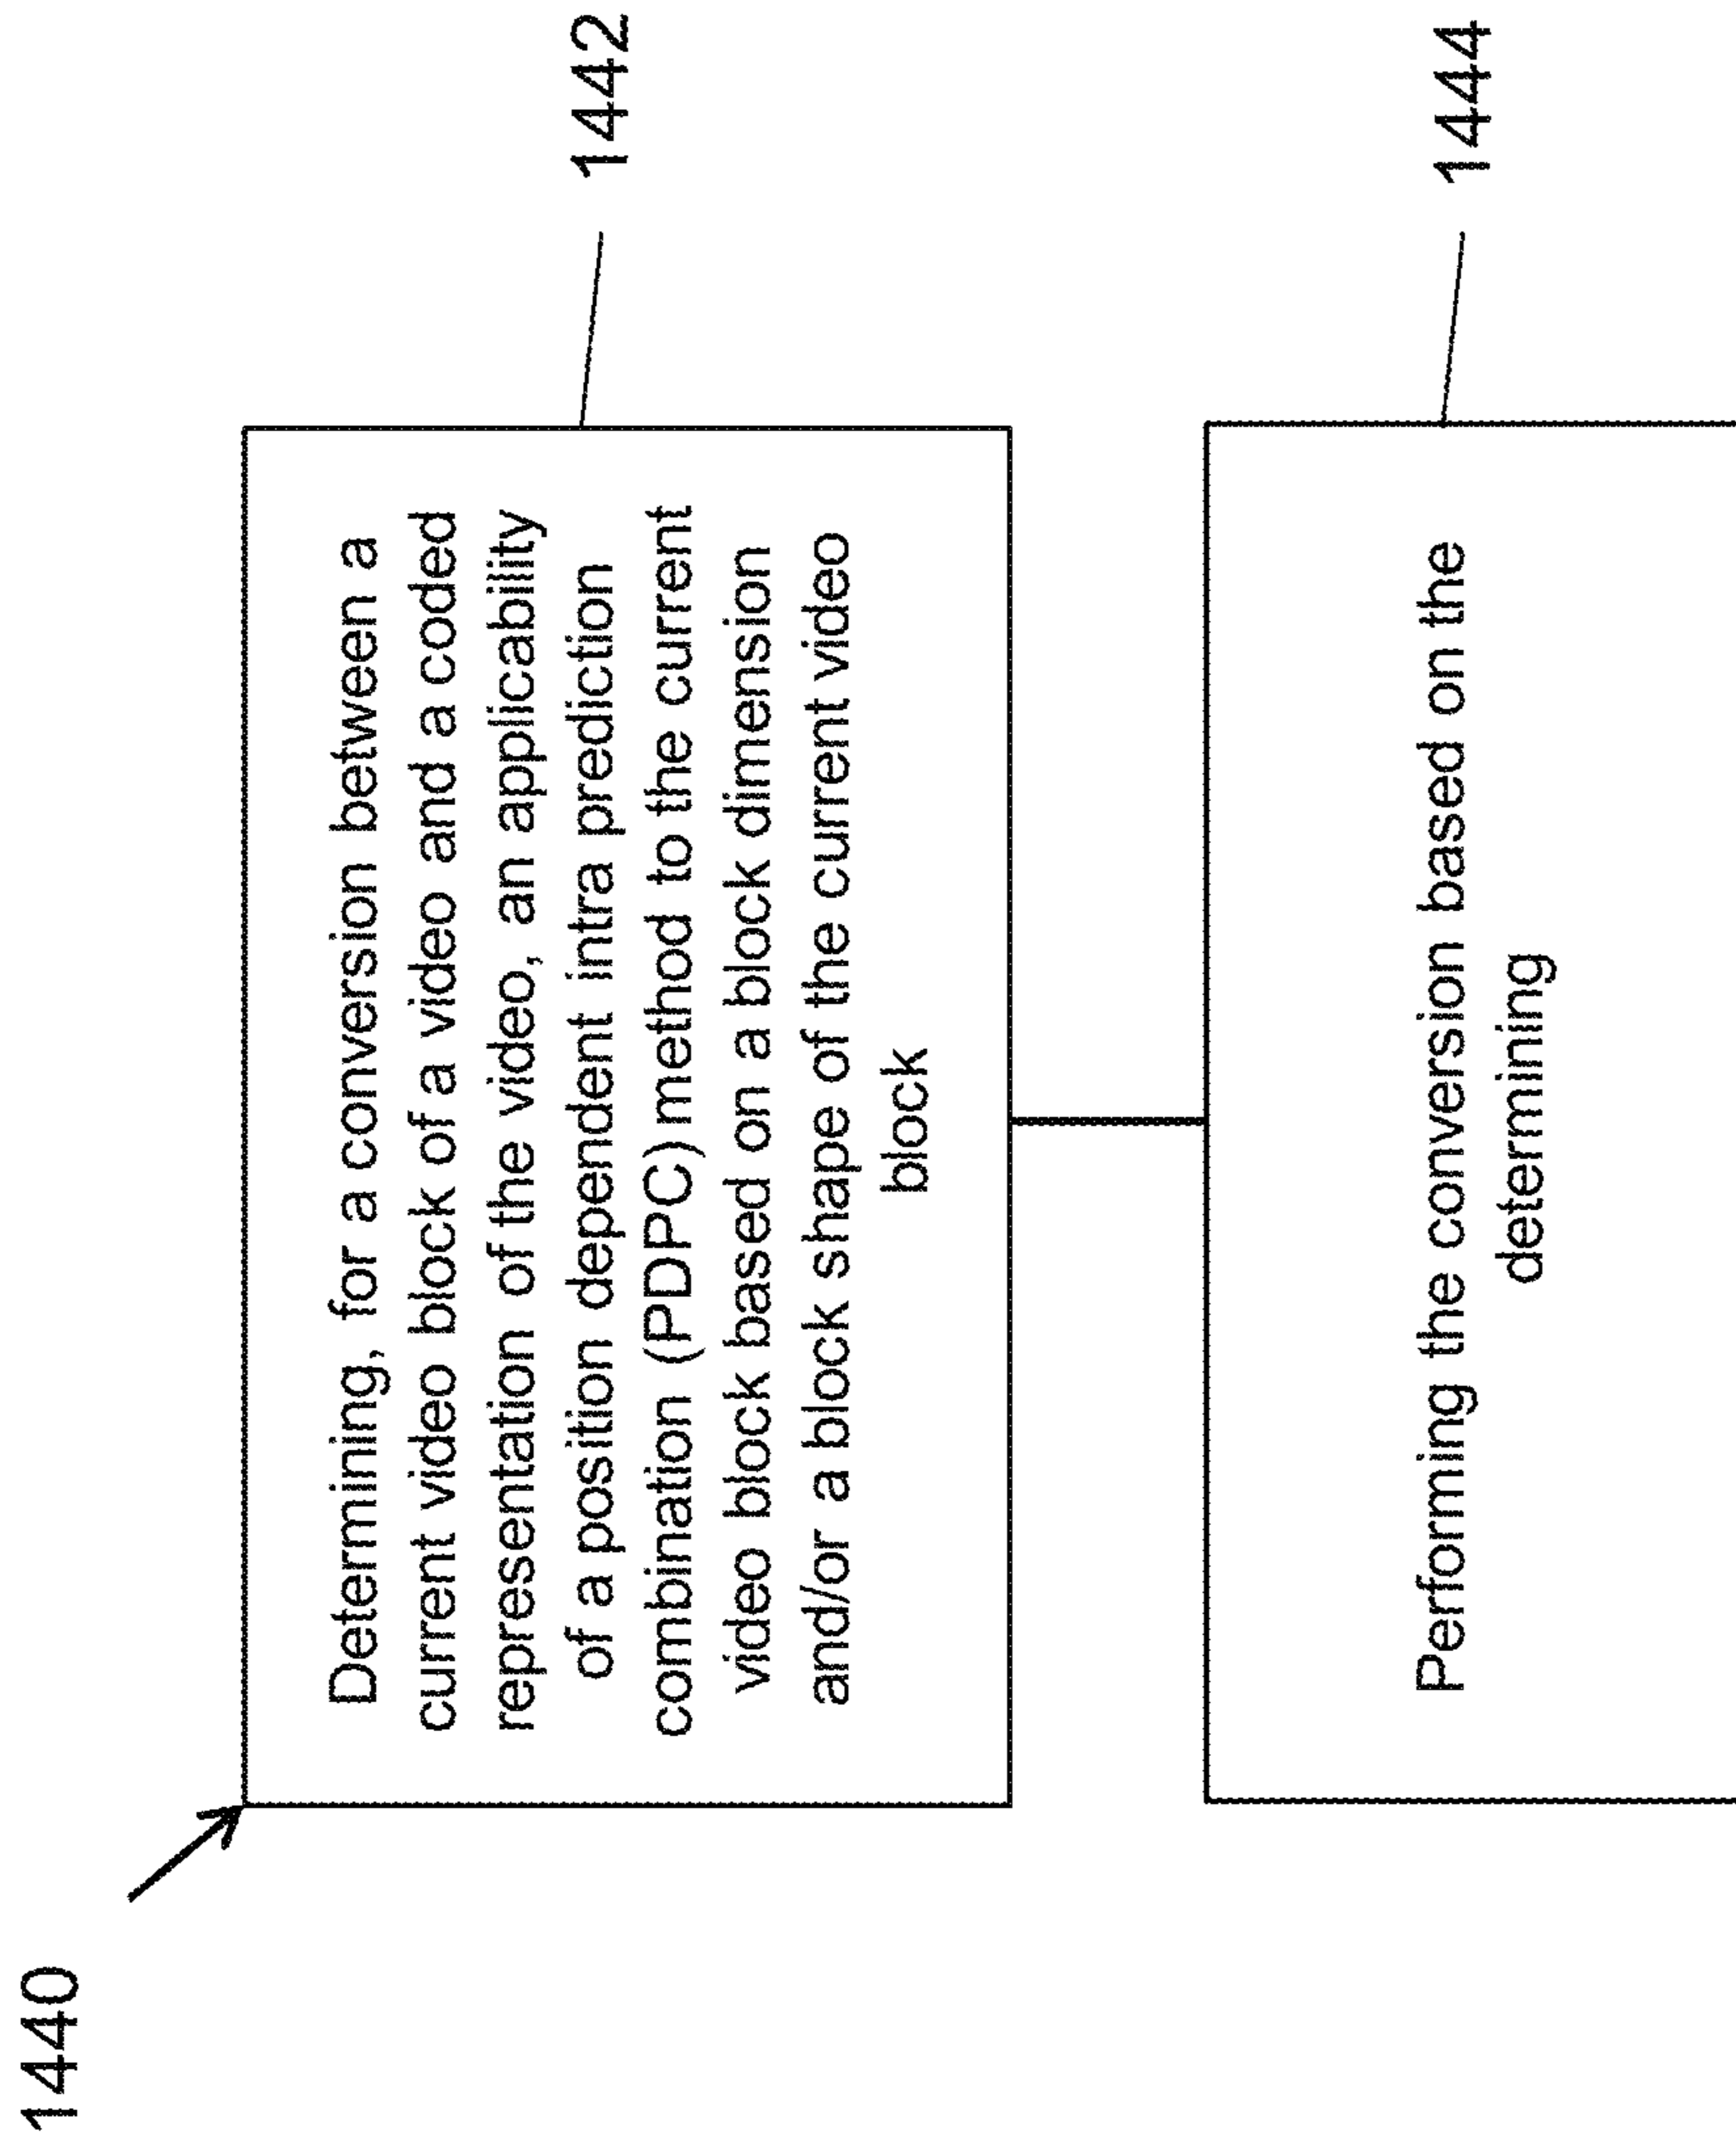 1440
Determining, for a conversion between a
current video block of a video and a coded
representation of the video, an applicability
of a position dependent intra prediction
combination (PDPC) method to the current
video block based on a block dimension
and/or a block shape of the current video
block
1442
Performing the conversion based on the
determining
1444